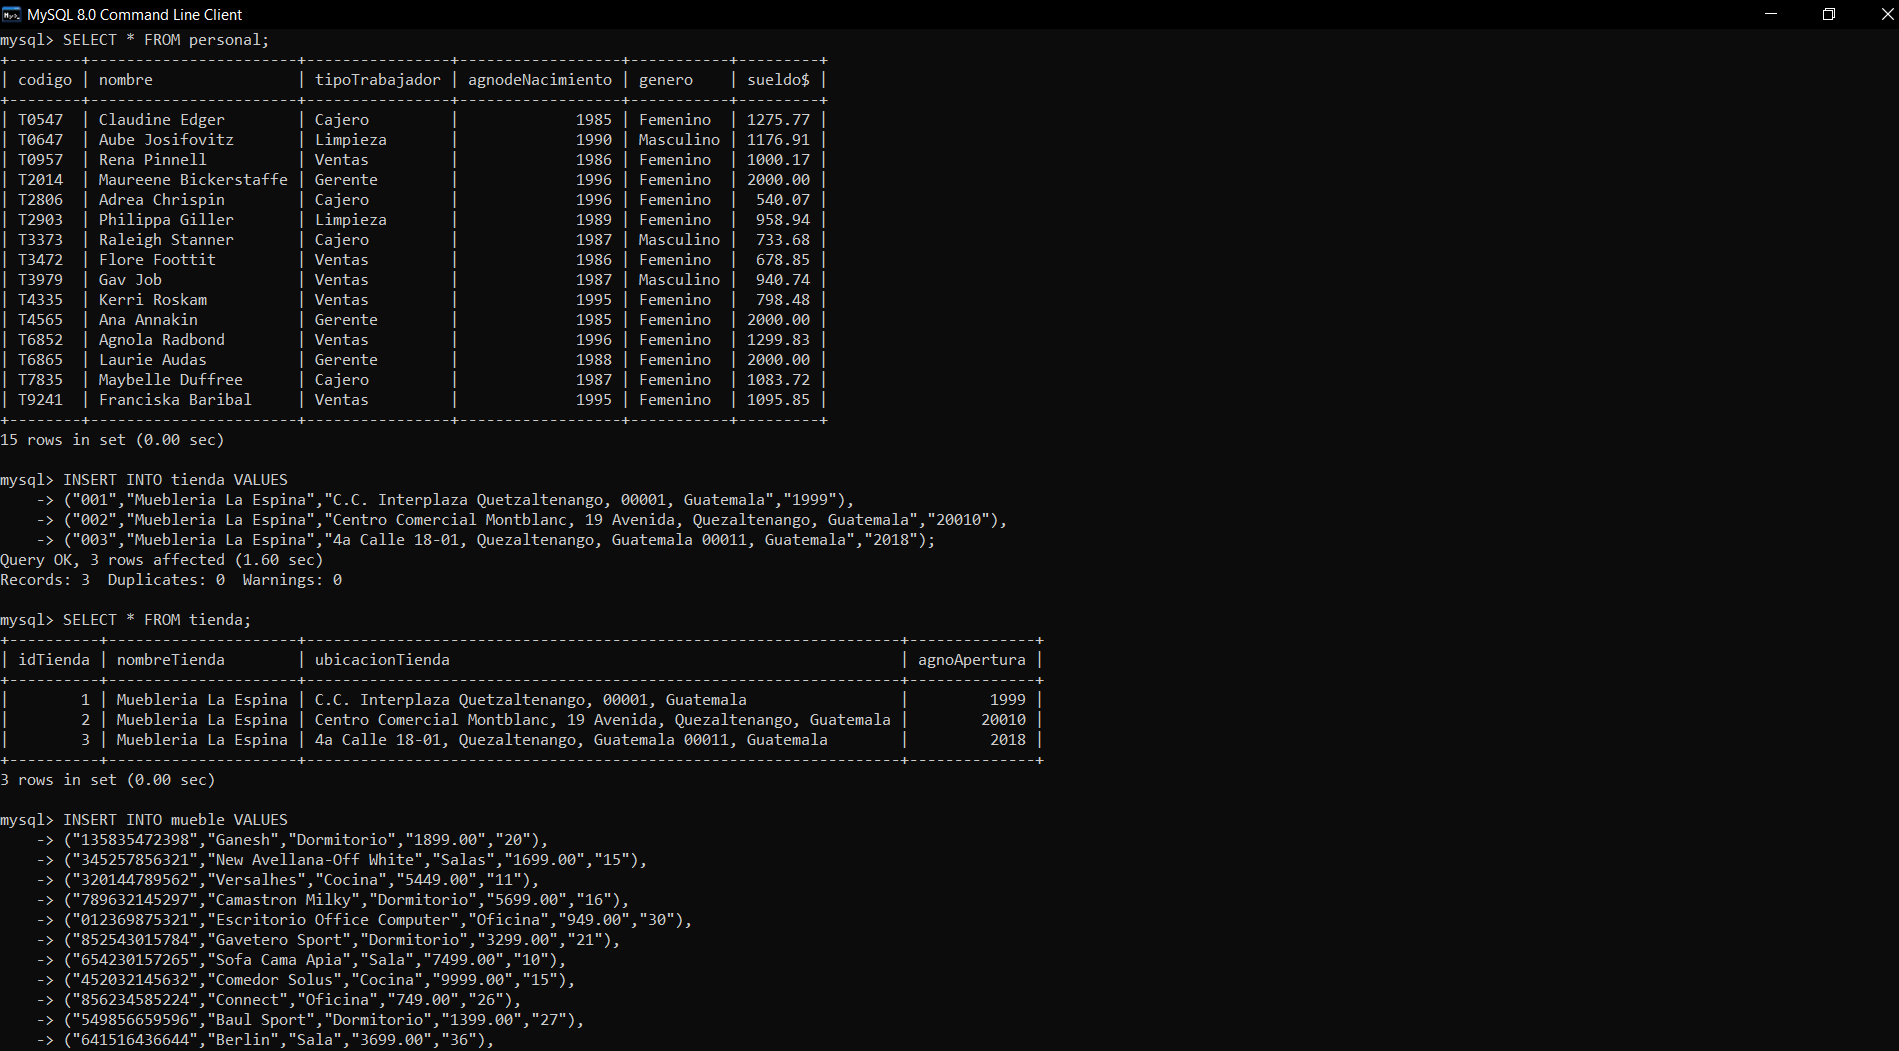 MySQL 8.0 Command Line Client
mysql> SELECT * FROM personal;
+--------+-----------------------+----------------+------------------+-----------+---------+
| codigo | nombre                | tipoTrabajador | agnodeNacimiento | genero    | sueldo$ |
+--------+-----------------------+----------------+------------------+-----------+---------+
| T0547  | Claudine Edger        | Cajero         |             1985 | Femenino  | 1275.77 |
| T0647  | Aube Josifovitz       | Limpieza       |             1990 | Masculino | 1176.91 |
| T0957  | Rena Pinnell          | Ventas         |             1986 | Femenino  | 1000.17 |
| T2014  | Maureene Bickerstaffe | Gerente        |             1996 | Femenino  | 2000.00 |
| T2806  | Adrea Chrispin        | Cajero         |             1996 | Femenino  |  540.07 |
| T2903  | Philippa Giller       | Limpieza       |             1989 | Femenino  |  958.94 |
| T3373  | Raleigh Stanner       | Cajero         |             1987 | Masculino |  733.68 |
| T3472  | Flore Foottit         | Ventas         |             1986 | Femenino  |  678.85 |
| T3979  | Gav Job               | Ventas         |             1987 | Masculino |  940.74 |
| T4335  | Kerri Roskam          | Ventas         |             1995 | Femenino  |  798.48 |
| T4565  | Ana Annakin           | Gerente        |             1985 | Femenino  | 2000.00 |
| T6852  | Agnola Radbond        | Ventas         |             1996 | Femenino  | 1299.83 |
| T6865  | Laurie Audas          | Gerente        |             1988 | Femenino  | 2000.00 |
| T7835  | Maybelle Duffree      | Cajero         |             1987 | Femenino  | 1083.72 |
| T9241  | Franciska Baribal     | Ventas         |             1995 | Femenino  | 1095.85 |
+--------+-----------------------+----------------+------------------+-----------+---------+
15 rows in set (0.00 sec)
mysql> INSERT INTO tienda VALUES
    -> ("001","Muebleria La Espina","C.C. Interplaza Quetzaltenango, 00001, Guatemala","1999"),
    -> ("002","Muebleria La Espina","Centro Comercial Montblanc, 19 Avenida, Quezaltenango, Guatemala","20010"),
    -> ("003","Muebleria La Espina","4a Calle 18-01, Quezaltenango, Guatemala 00011, Guatemala","2018");
Query OK, 3 rows affected (1.60 sec)
Records: 3  Duplicates: 0  Warnings: 0
mysql> SELECT * FROM tienda;
+----------+---------------------+------------------------------------------------------------------+--------------+
| idTienda | nombreTienda        | ubicacionTienda                                                  | agnoApertura |
+----------+---------------------+------------------------------------------------------------------+--------------+
|        1 | Muebleria La Espina | C.C. Interplaza Quetzaltenango, 00001, Guatemala                 |         1999 |
|        2 | Muebleria La Espina | Centro Comercial Montblanc, 19 Avenida, Quezaltenango, Guatemala |        20010 |
|        3 | Muebleria La Espina | 4a Calle 18-01, Quezaltenango, Guatemala 00011, Guatemala        |         2018 |
+----------+---------------------+------------------------------------------------------------------+--------------+
3 rows in set (0.00 sec)
mysql> INSERT INTO mueble VALUES
    -> ("135835472398","Ganesh","Dormitorio","1899.00","20"),
    -> ("345257856321","New Avellana-Off White","Salas","1699.00","15"),
    -> ("320144789562","Versalhes","Cocina","5449.00","11"),
    -> ("789632145297","Camastron Milky","Dormitorio","5699.00","16"),
    -> ("012369875321","Escritorio Office Computer","Oficina","949.00","30"),
    -> ("852543015784","Gavetero Sport","Dormitorio","3299.00","21"),
    -> ("654230157265","Sofa Cama Apia","Sala","7499.00","10"),
    -> ("452032145632","Comedor Solus","Cocina","9999.00","15"),
    -> ("856234585224","Connect","Oficina","749.00","26"),
    -> ("549856659596","Baul Sport","Dormitorio","1399.00","27"),
    -> ("641516436644","Berlin","Sala","3699.00","36"),